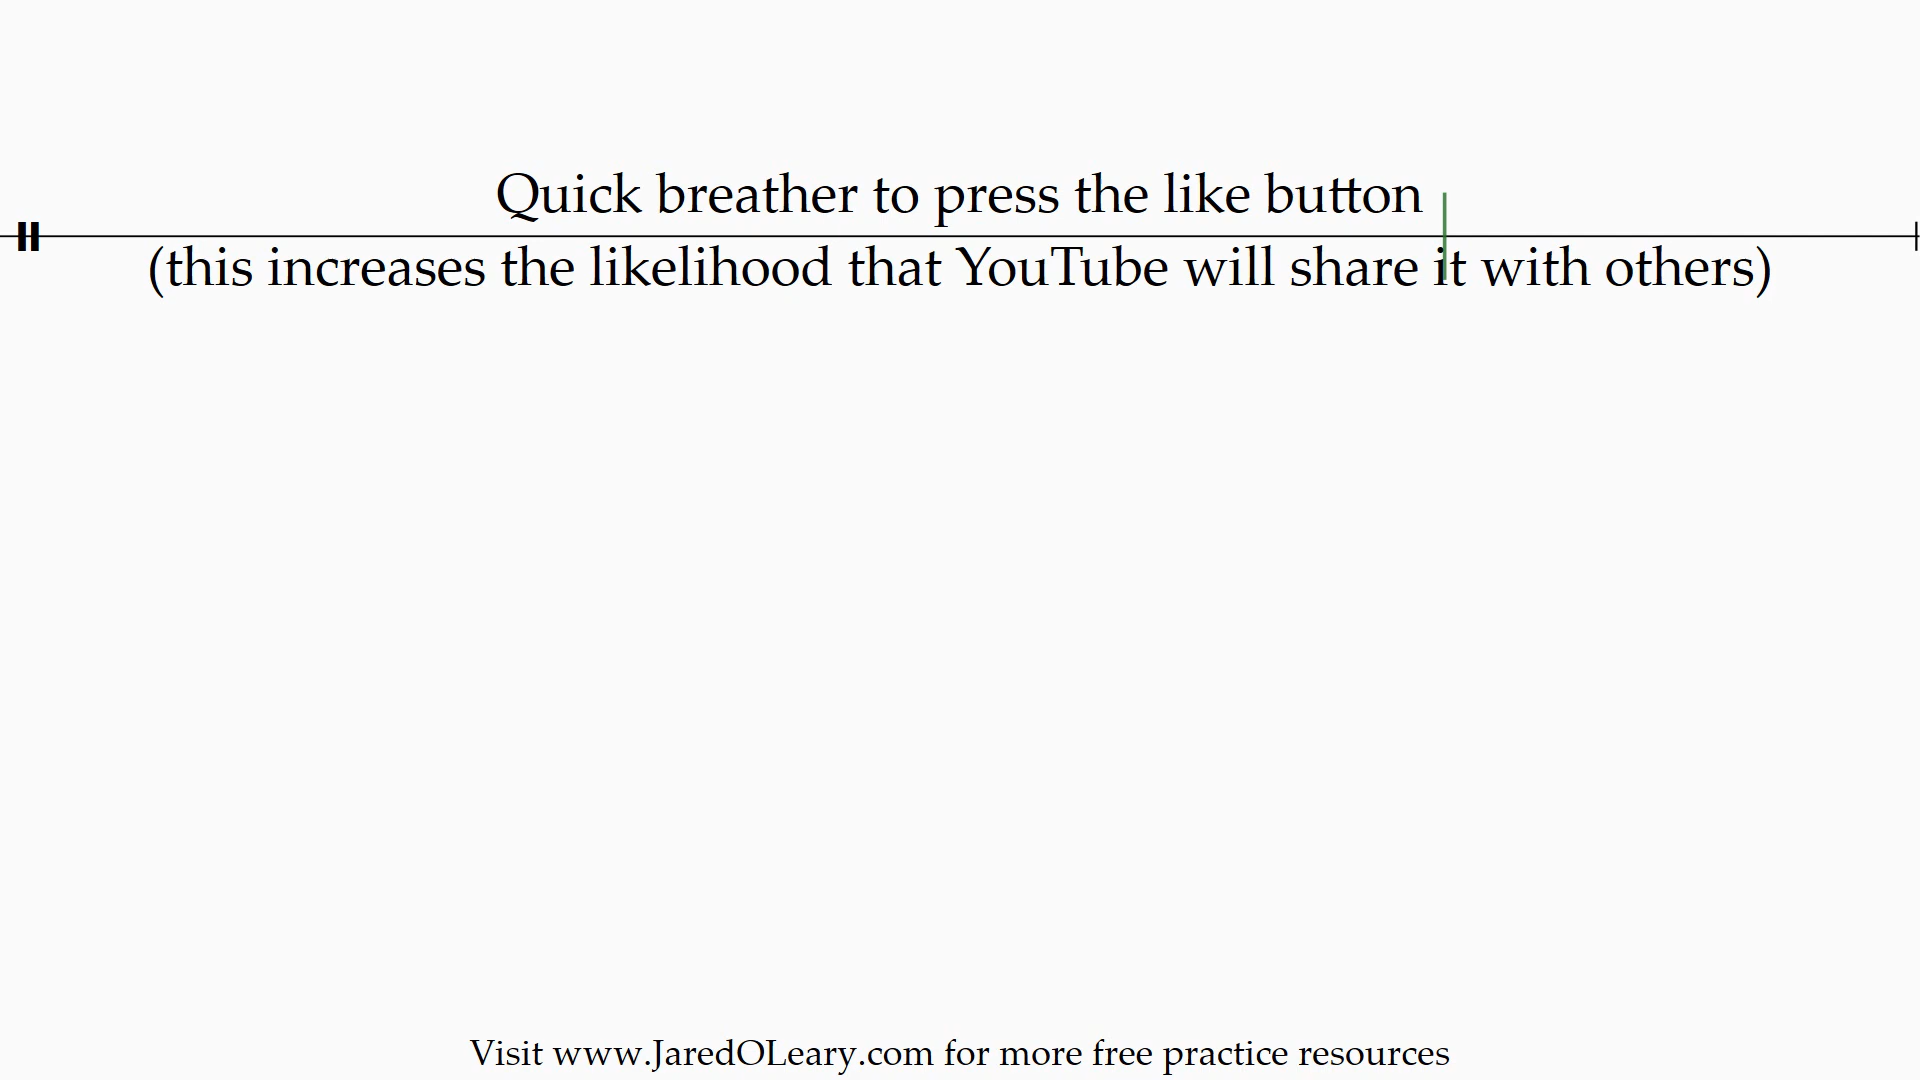 Quick breather to press the like button
(this increases the likelihood that YouTube will share it with others)
Visit www.JaredOLeary.com for more free practice resources